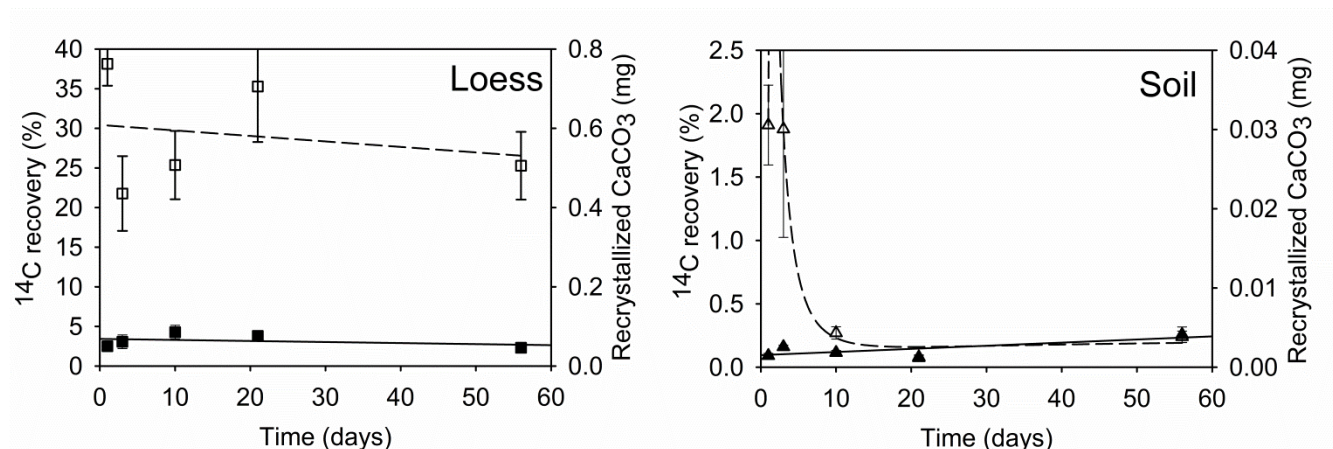 Loess
40
35
30
25
20
15
10
5
0
¹⁴C recovery (%)
0.8
0.6
0.4
0.2
0.0
Recrystallized CaCO3 (mg)
0 10 20 30 40 50 60
Time (days)
Soil
2.5
2.0
1.5
1.0
0.5
0.0
¹⁴C recovery (%)
0.04
0.03
0.02
0.01
0.00
Recrystallized CaCO3 (mg)
0 10 20 30 40 50 60
Time (days)